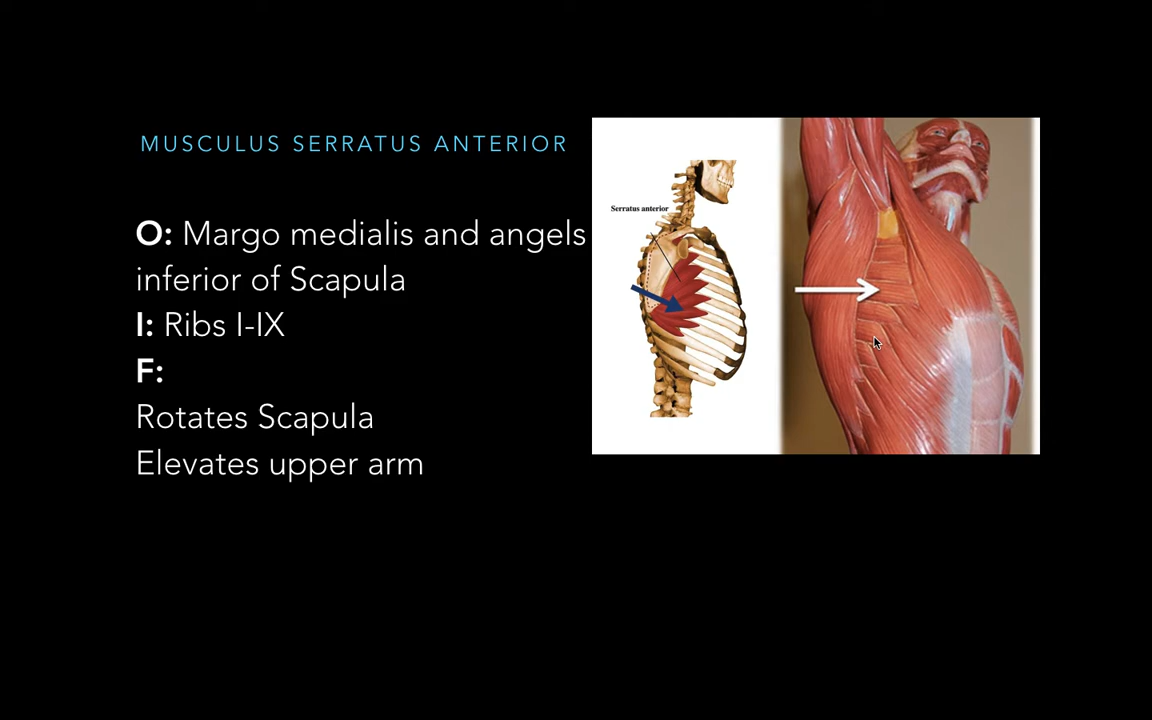 MUSCULUS SERRATUS ANTERIOR
O: Margo medialis and angels
inferior of Scapula
I: Ribs I-IX
F:
Rotates Scapula
Elevates upper arm
Serratus anterior